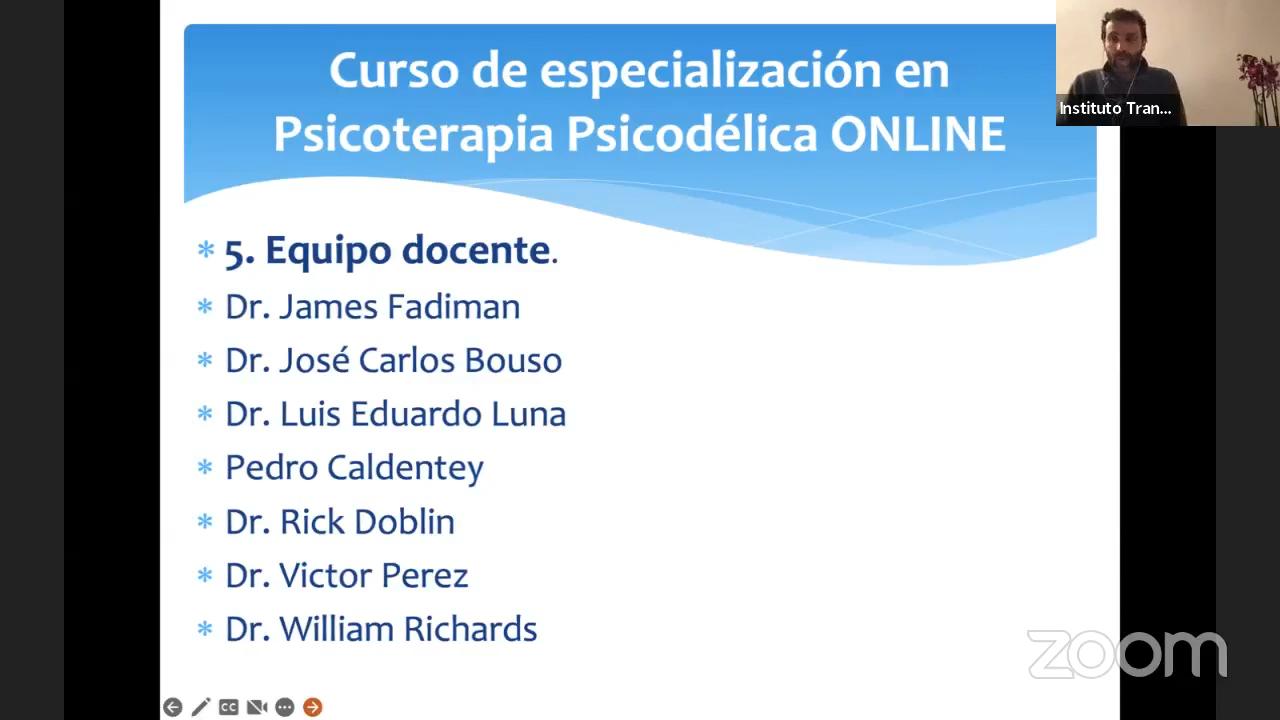 Curso de especialización en
Psicoterapia Psicodélica ONLINE
Instituto Tran...
* 5. Equipo docente.
* Dr. James Fadiman
* Dr. José Carlos Bouso
* Dr. Luis Eduardo Luna
* Pedro Caldentey
* Dr. Rick Doblin
* Dr. Victor Perez
* Dr. William Richards
zoom
CC